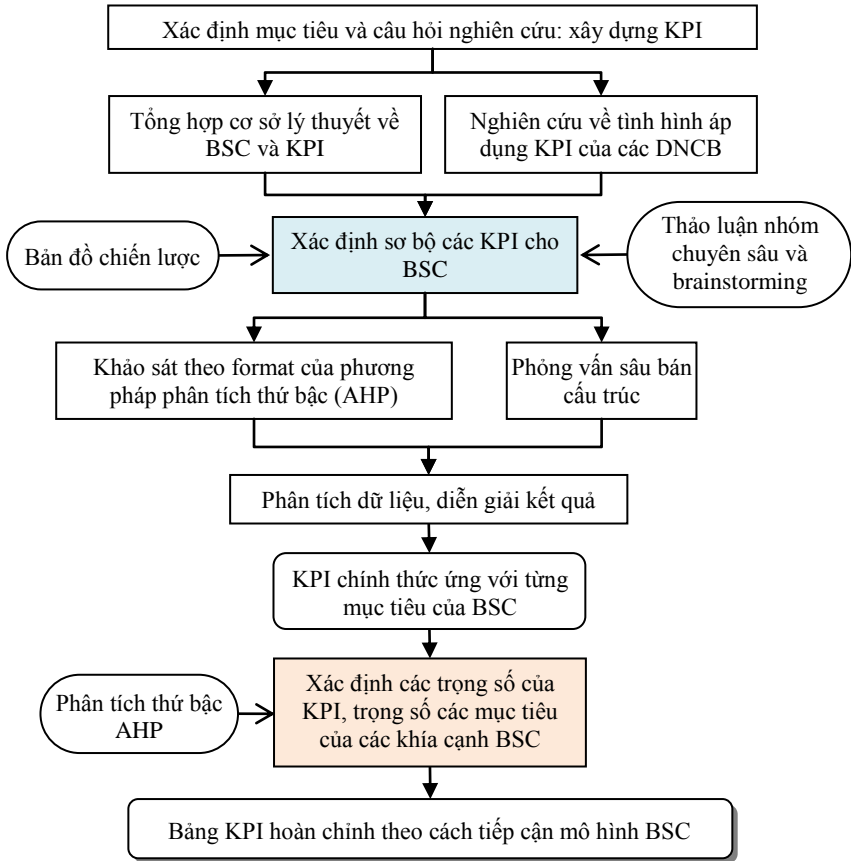 Xác định mục tiêu và câu hỏi nghiên cứu: xây dựng KPI
Tổng hợp cơ sở lý thuyết về
BSC và KPI
Nghiên cứu về tình hình áp
dụng KPI của các DNCB
Bản đồ chiến lược
Xác định sơ bộ các KPI cho
BSC
Thảo luận nhóm
chuyên sâu và
brainstorming
Khảo sát theo format của phương
pháp phân tích thứ bậc (AHP)
Phỏng vấn sâu bán
cấu trúc
Phân tích dữ liệu, diễn giải kết quả
KPI chính thức ứng với từng
mục tiêu của BSC
Phân tích thứ bậc
AHP
Xác định các trọng số của
KPI, trọng số các mục tiêu
của các khía cạnh BSC
Bảng KPI hoàn chỉnh theo cách tiếp cận mô hình BSC